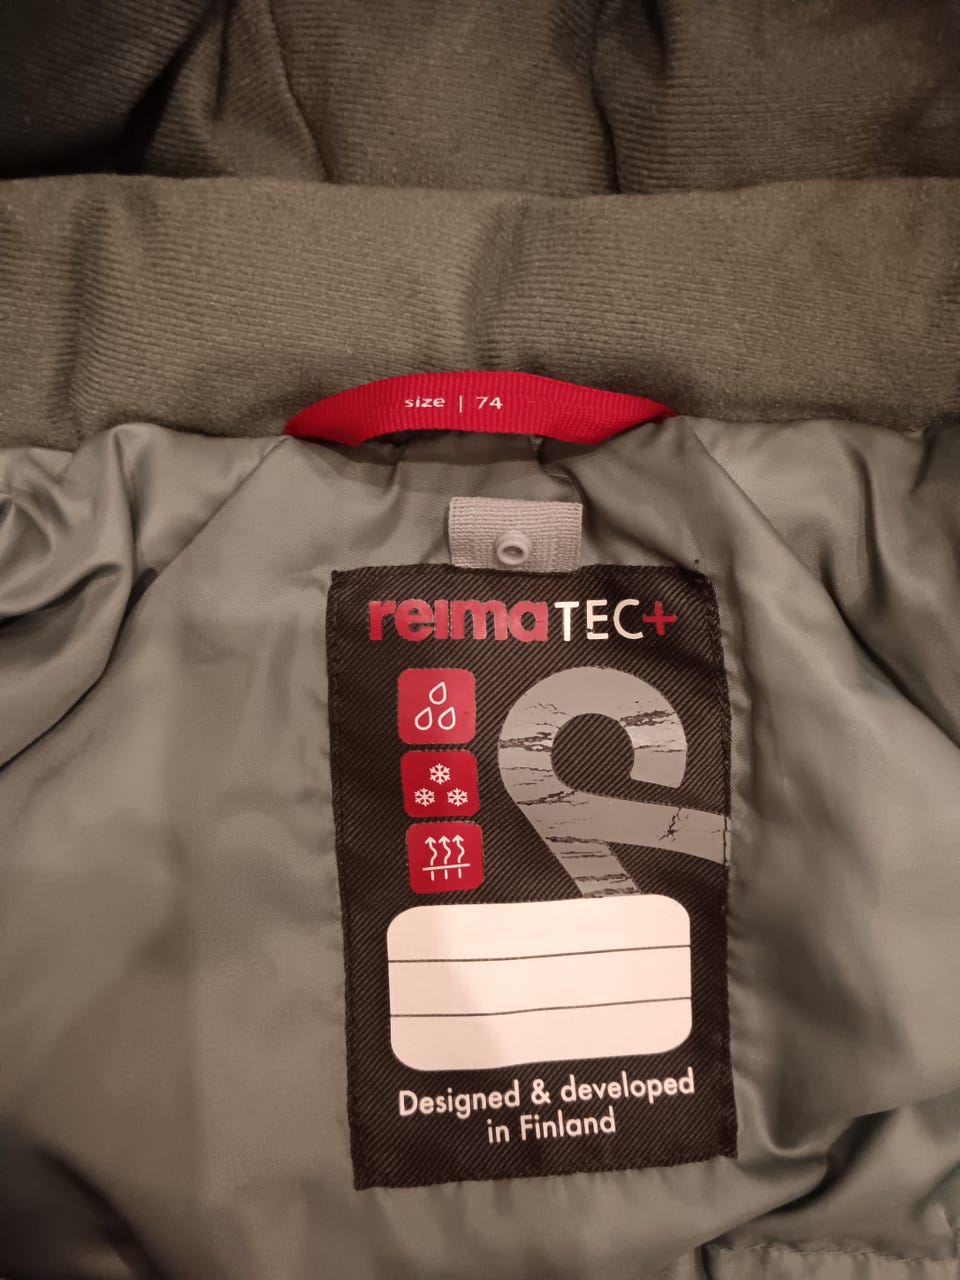 size | 74
reimaTEC+
Designed & developed
in Finland